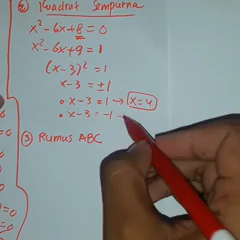 ② Kuadrat Sempurna
x² - 6x + 8 = 0
x² - 6x + 9 = 1
(x - 3)² = 1
x - 3 = ±1
• x - 3 = 1 → x = 4
• x - 3 = -1 →
③ Rumus ABC